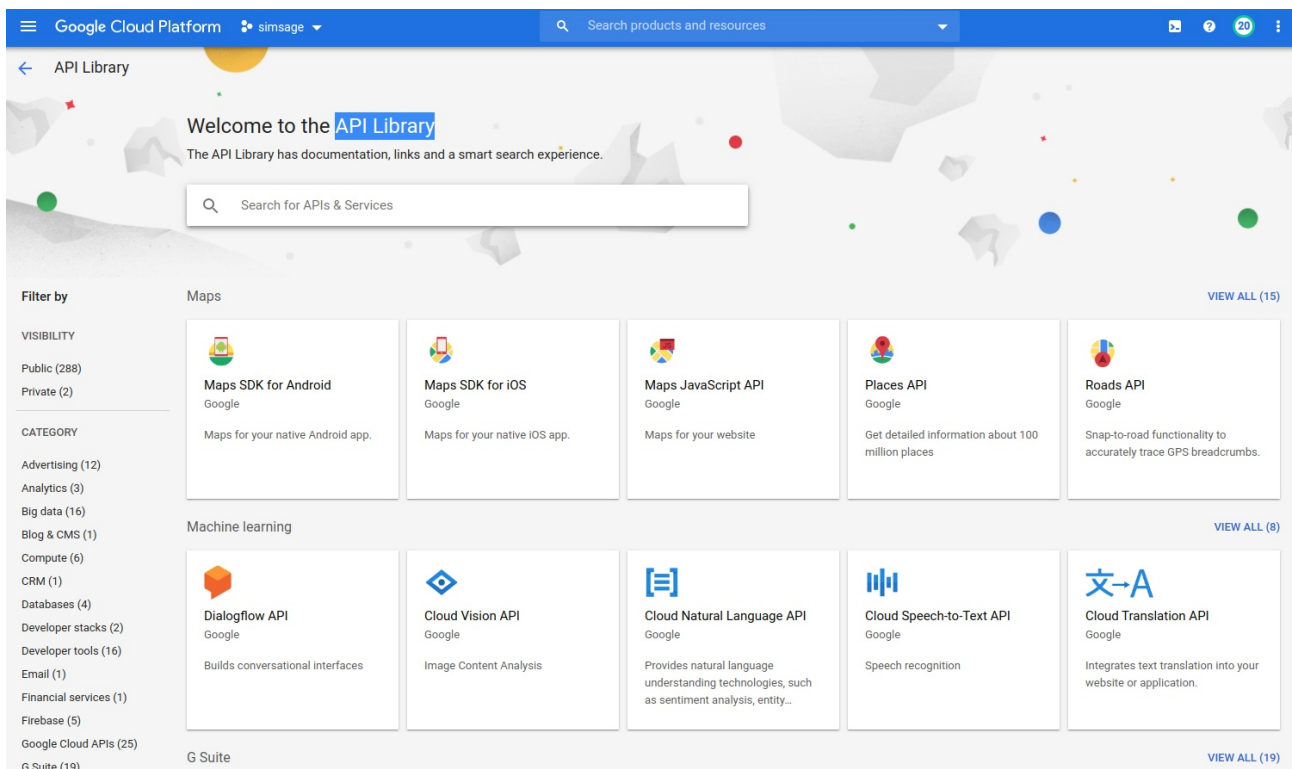 Google Cloud Platform simsage Search products and resources 20
API Library
Welcome to the API Library
The API Library has documentation, links and a smart search experience.
Search for APIs & Services
Filter by
VISIBILITY
Public (288)
Private (2)
CATEGORY
Advertising (12)
Analytics (3)
Big data (16)
Blog & CMS (1)
Compute (6)
CRM (1)
Databases (4)
Developer stacks (2)
Developer tools (16)
Email (1)
Financial services (1)
Firebase (5)
Google Cloud APIs (25)
G Suite (19)
Maps VIEW ALL (15)
Maps SDK for Android
Google
Maps for your native Android app.
Maps SDK for iOS
Google
Maps for your native iOS app.
JS
Maps JavaScript API
Google
Maps for your website
Places API
Google
Get detailed information about 100
million places
Roads API
Google
Snap-to-road functionality to
accurately trace GPS breadcrumbs.
Machine learning VIEW ALL (8)
Dialogflow API
Google
Builds conversational interfaces
Cloud Vision API
Google
Image Content Analysis
Cloud Natural Language API
Google
Provides natural language
understanding technologies, such
as sentiment analysis, entity...
Cloud Speech-to-Text API
Google
Speech recognition
文→A
Cloud Translation API
Google
Integrates text translation into your
website or application.
G Suite VIEW ALL (19)